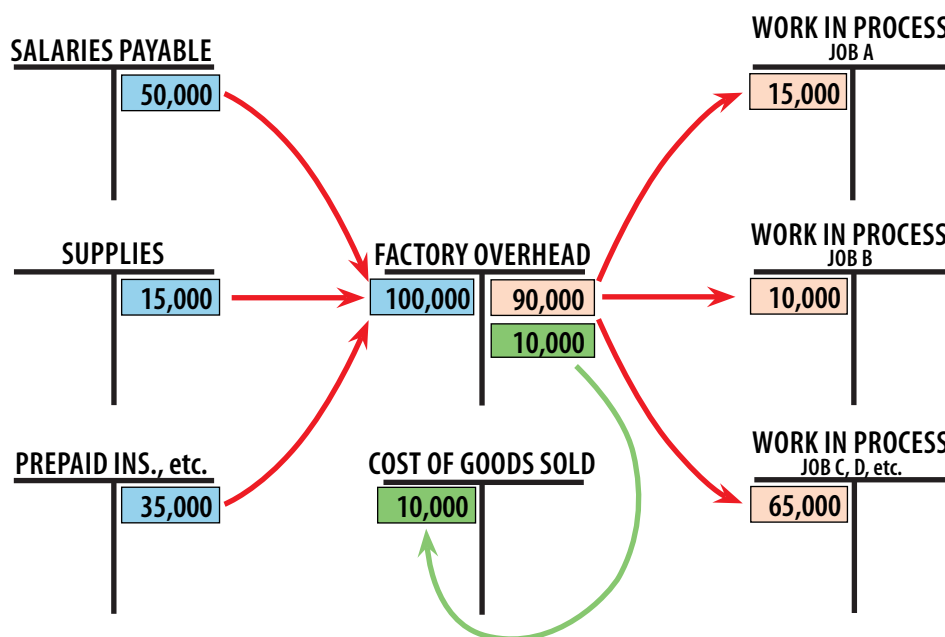 SALARIES PAYABLE
50,000
SUPPLIES
15,000
PREPAID INS., etc.
35,000
FACTORY OVERHEAD
100,000
90,000
10,000
COST OF GOODS SOLD
10,000
WORK IN PROCESS
JOB A
15,000
WORK IN PROCESS
JOB B
10,000
WORK IN PROCESS
JOB C, D, etc.
65,000